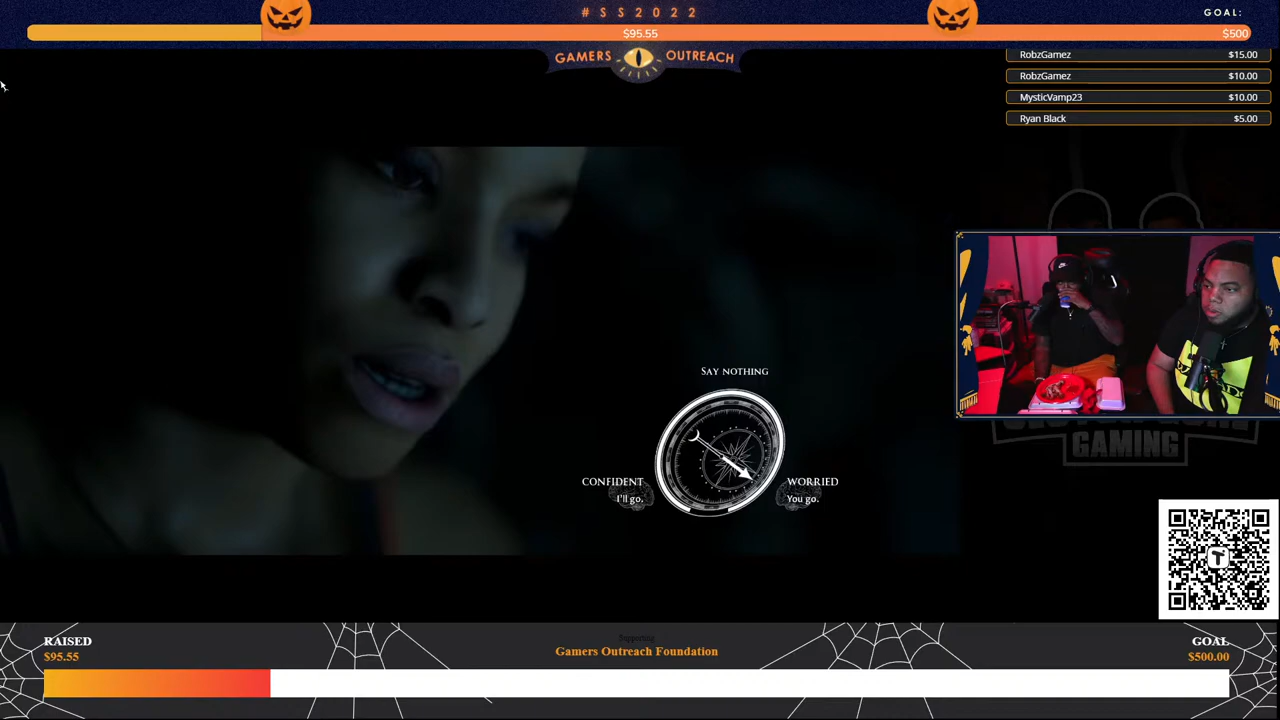 #SS2022
GOAL:
$95.55
$500
GAMERS OUTREACH
RobzGamez $15.00
RobzGamez $10.00
MysticVamp23 $10.00
Ryan Black $5.00
SAY NOTHING
CONFIDENT
I'll go.
WORRIED
You go.
GAMING
RAISED
$95.55
Supporting
Gamers Outreach Foundation
GOAL
$500.00